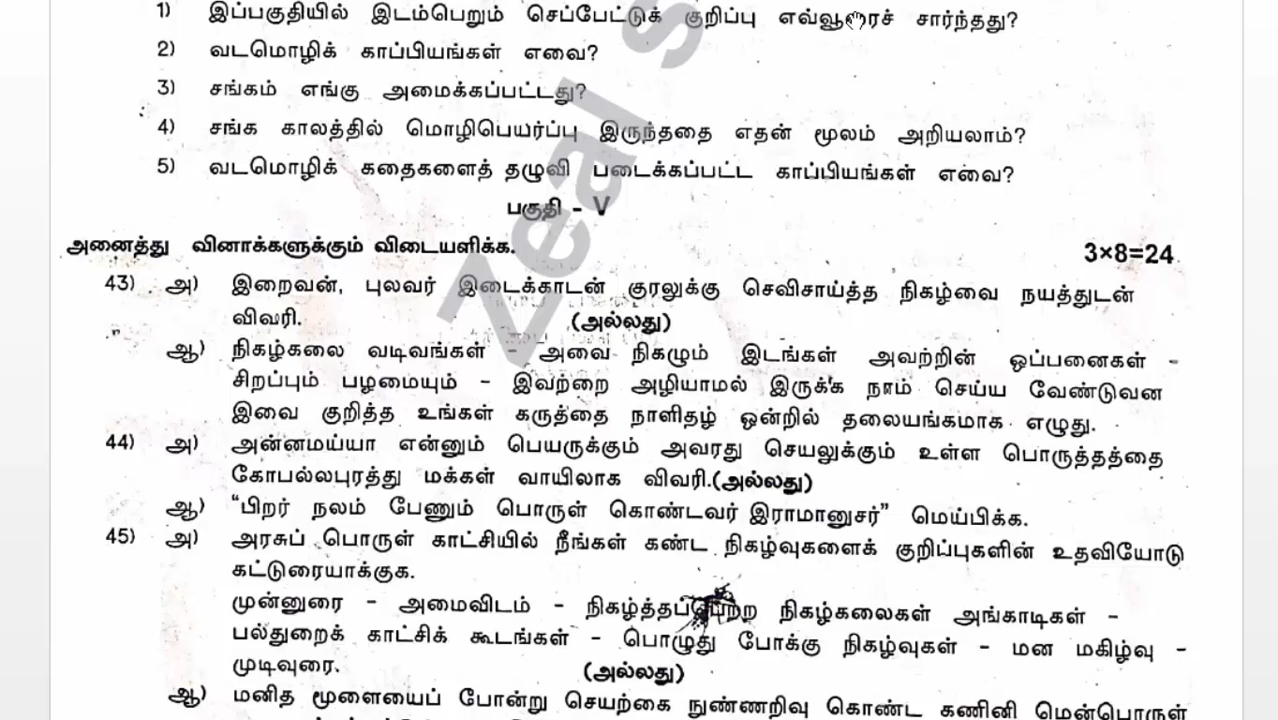 1) இப்பகுதியில் இடம்பெறும் செப்பேட்டுக் குறிப்பு எவ்வூரைச் சார்ந்தது?
2) வடமொழிக் காப்பியங்கள் எவை?
3) சங்கம் எங்கு அமைக்கப்பட்டது?
4) சங்க காலத்தில் மொழிபெயர்ப்பு இருந்ததை எதன் மூலம் அறியலாம்?
5) வடமொழிக் கதைகளைத் தழுவி படைக்கப்பட்ட காப்பியங்கள் எவை?
பகுதி - V
அனைத்து வினாக்களுக்கும் விடையளிக்க. 3×8=24
43) அ) இறைவன், புலவர் இடைக்காடன் குரலுக்கு செவிசாய்த்த நிகழ்வை நயத்துடன்
விவரி. (அல்லது)
ஆ) நிகழ்கலை வடிவங்கள் - அவை நிகழும் இடங்கள் அவற்றின் ஒப்பனைகள் -
சிறப்பும் பழமையும் - இவற்றை அழியாமல் இருக்க நாம் செய்ய வேண்டுவன
இவை குறித்த உங்கள் கருத்தை நாளிதழ் ஒன்றில் தலையங்கமாக எழுது.
44) அ) அன்னமய்யா என்னும் பெயருக்கும் அவரது செயலுக்கும் உள்ள பொருத்தத்தை
கோபல்லபுரத்து மக்கள் வாயிலாக விவரி.(அல்லது)
ஆ) “பிறர் நலம் பேணும் பொருள் கொண்டவர் இராமானுசர்” மெய்பிக்க.
45) அ) அரசுப் பொருள் காட்சியில் நீங்கள் கண்ட நிகழ்வுகளைக் குறிப்புகளின் உதவியோடு
கட்டுரையாக்குக.
முன்னுரை - அமைவிடம் - நிகழ்த்தப்பெற்ற நிகழ்கலைகள் அங்காடிகள் -
பல்துறைக் காட்சிக் கூடங்கள் - பொழுது போக்கு நிகழ்வுகள் - மன மகிழ்வு -
முடிவுரை. (அல்லது)
ஆ) மனித மூளையைப் போன்று செயற்கை நுண்ணறிவு கொண்ட கணினி மென்பொருள்
Zeal s